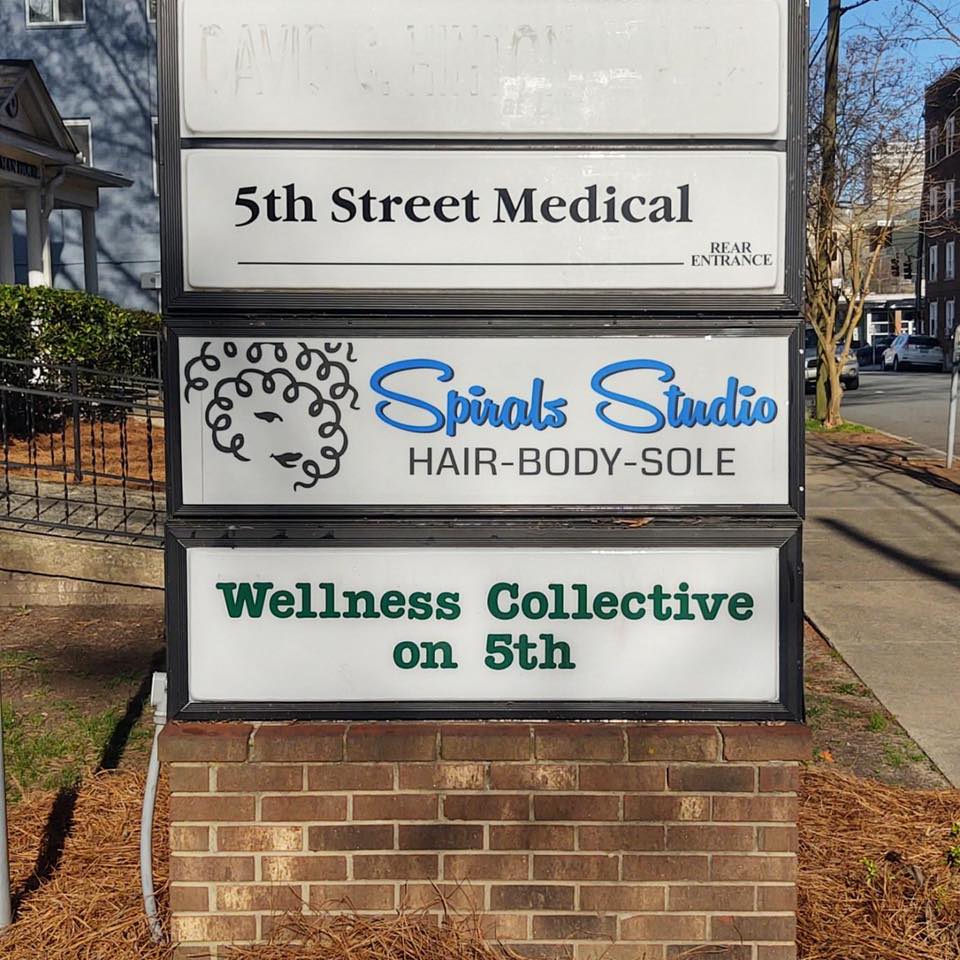 5th Street Medical
REAR
ENTRANCE
Spirals Studio
HAIR-BODY-SOLE
Wellness Collective
on 5th